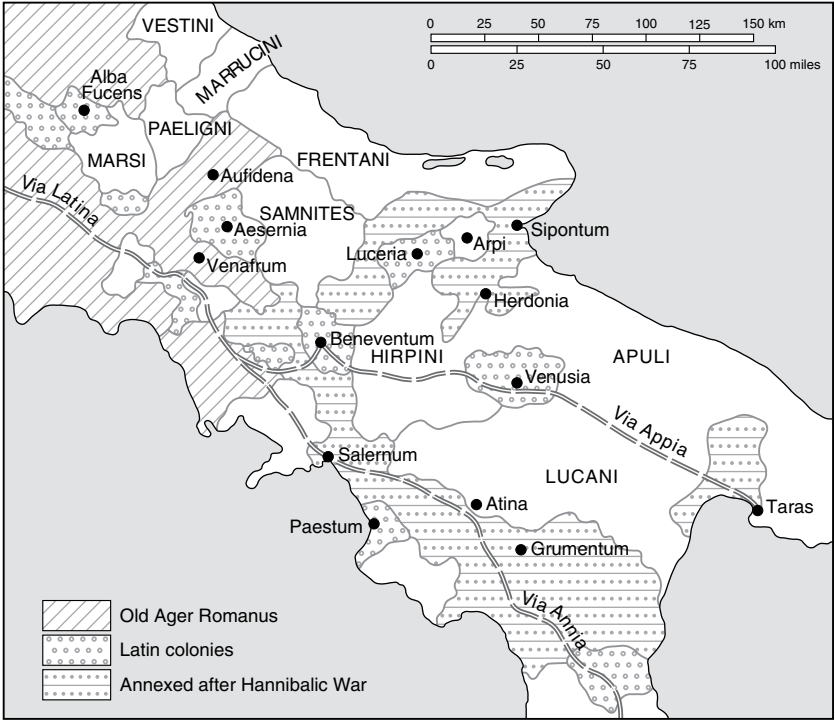 VESTINI
0 25 50 75 100 125 150 km
0 25 50 75 100 miles
MARRUCINI
Alba
Fucens
PAELIGNI
MARSI
FRENTANI
Aufidena
Via Latina
SAMNITES
Aesernia
Sipontum
Arpi
Luceria
Venafrum
Herdonia
Beneventum
HIRPINI
APULI
Venusia
Via Appia
Salernum
LUCANI
Atina
Taras
Paestum
Grumentum
Via Annia
Old Ager Romanus
Latin colonies
Annexed after Hannibalic War